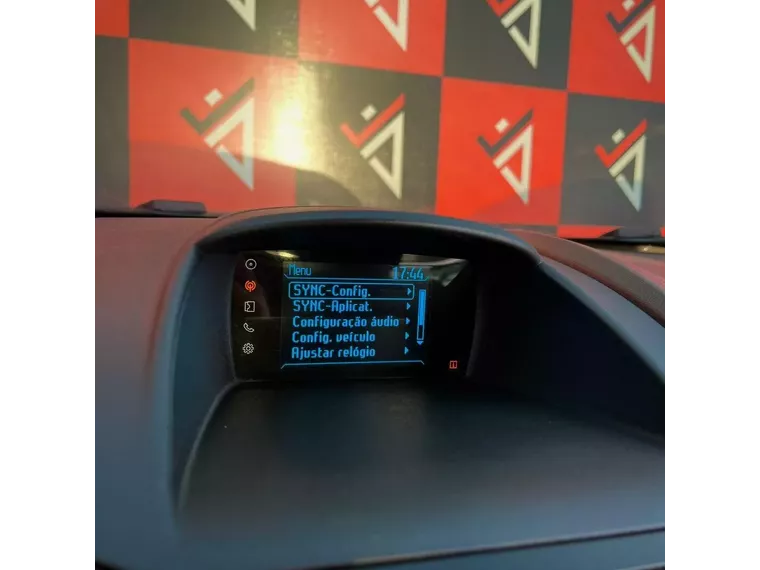 Menu 17:44
SYNC-Config.
SYNC-Aplicat.
Configuração áudio
Config. veículo
Ajustar relógio